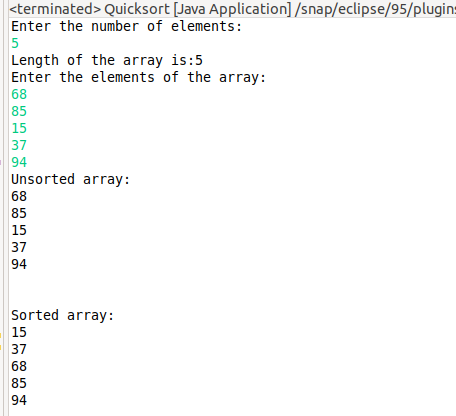 <terminated> Quicksort [Java Application] /snap/eclipse/95/plugins
Enter the number of elements:
5
Length of the array is:5
Enter the elements of the array:
68
85
15
37
94
Unsorted array:
68
85
15
37
94
Sorted array:
15
37
68
85
94